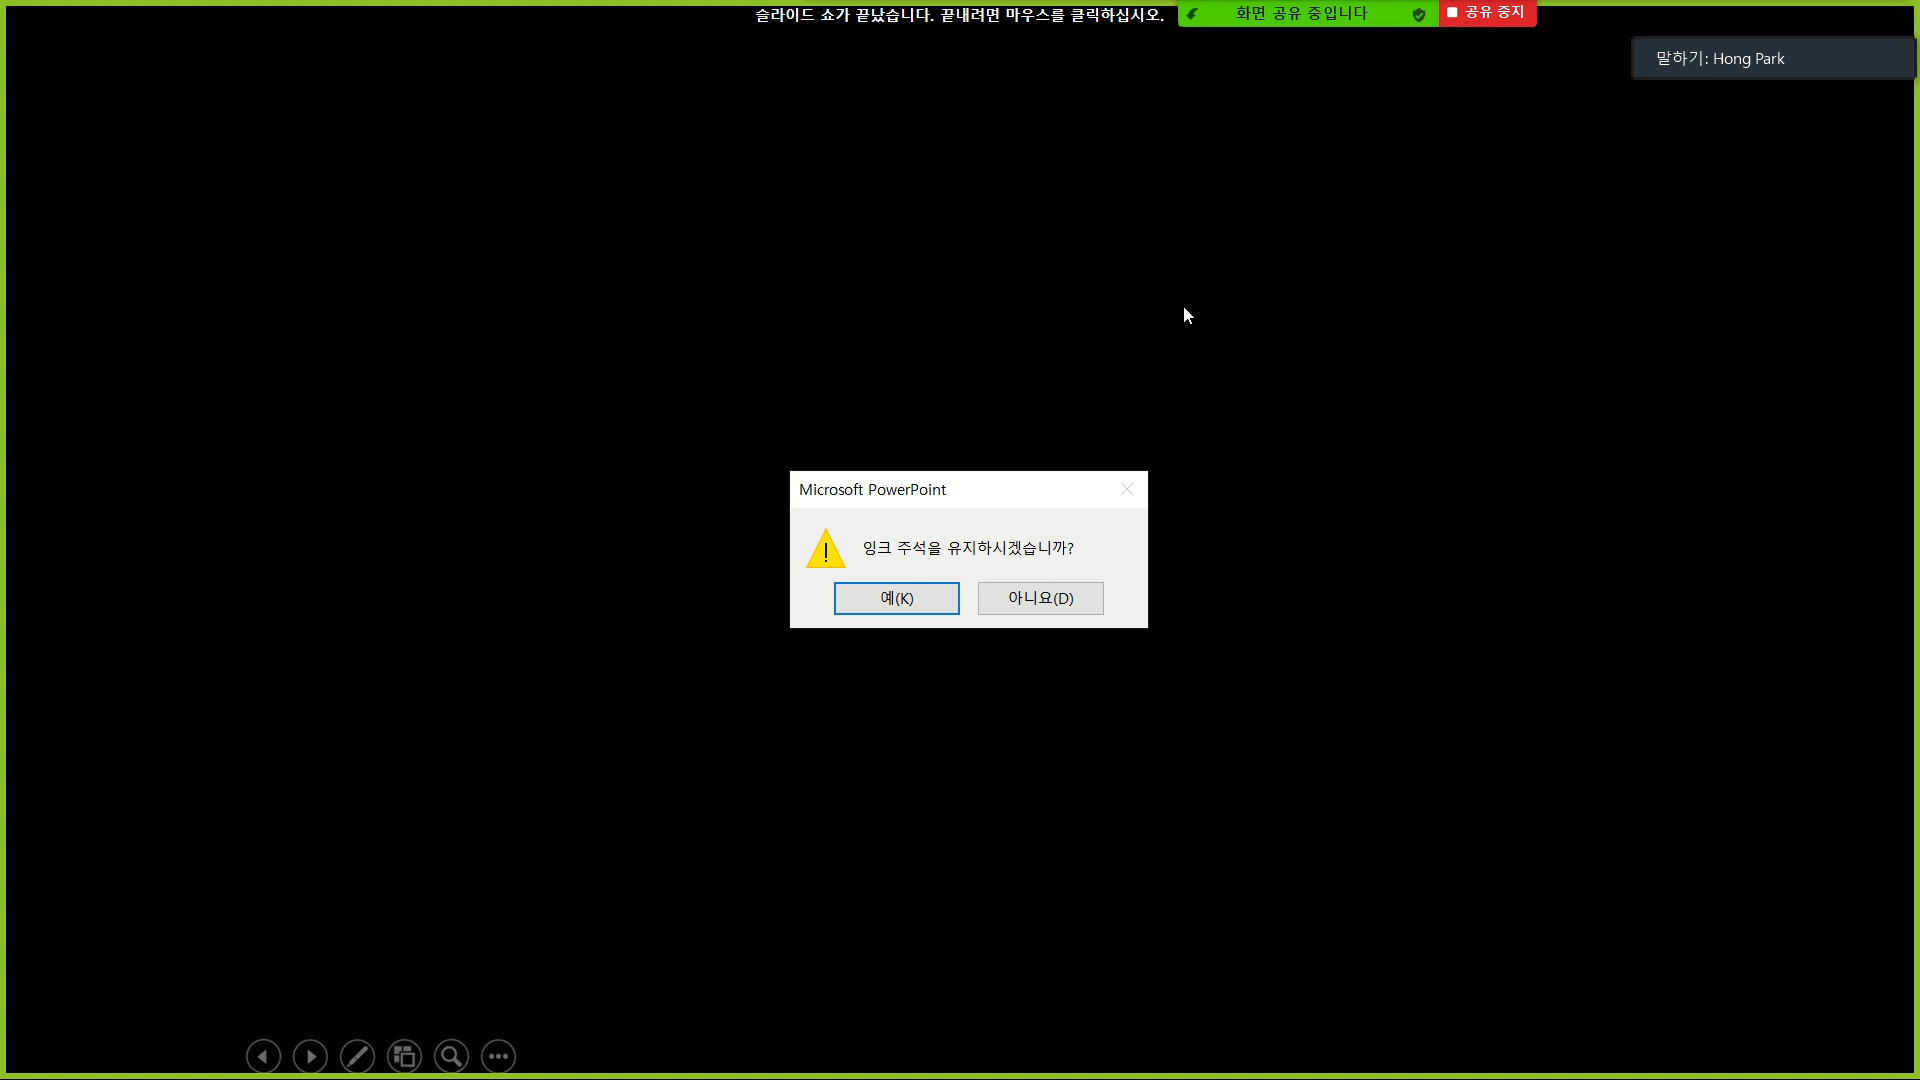 슬라이드 쇼가 끝났습니다. 끝내려면 마우스를 클릭하십시오.
화면 공유 중입니다
공유 중지
말하기: Hong Park
Microsoft PowerPoint
잉크 주석을 유지하시겠습니까?
예(K)
아니요(D)